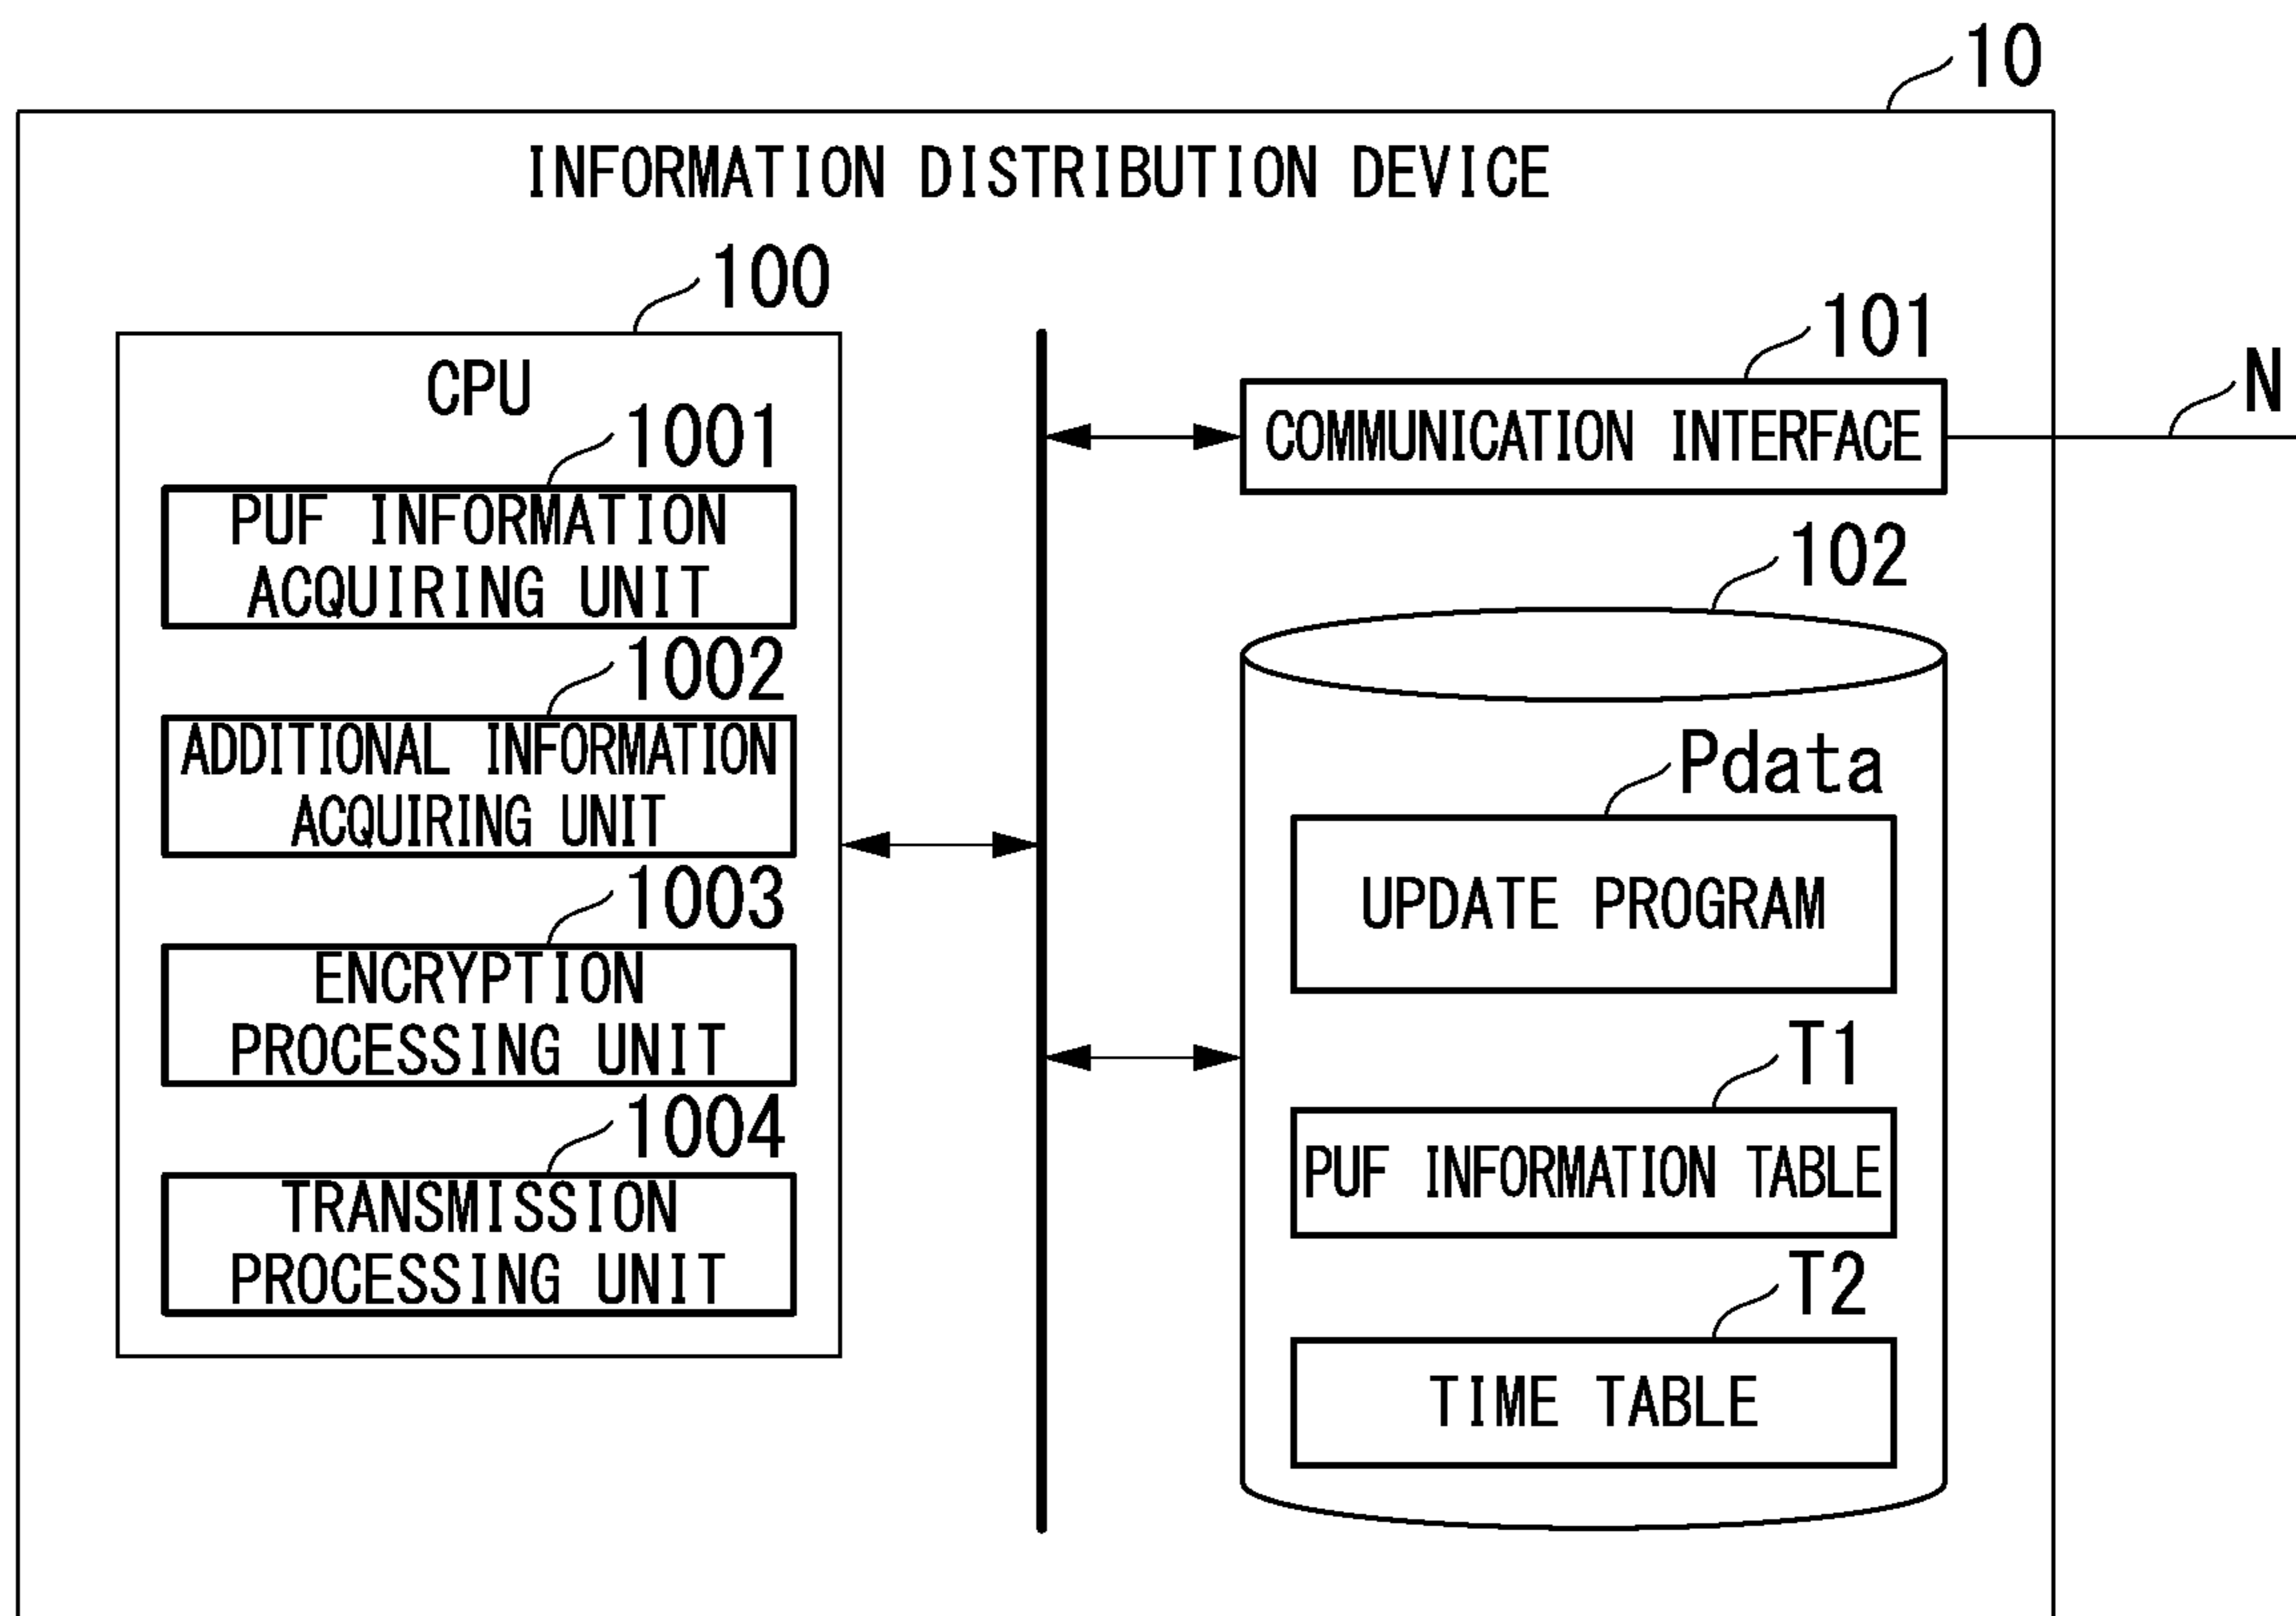 10
INFORMATION DISTRIBUTION DEVICE
100
CPU
1001
PUF INFORMATION
ACQUIRING UNIT
1002
ADDITIONAL INFORMATION
ACQUIRING UNIT
1003
ENCRYPTION
PROCESSING UNIT
1004
TRANSMISSION
PROCESSING UNIT
101
COMMUNICATION INTERFACE
N
102
Pdata
UPDATE PROGRAM
T1
PUF INFORMATION TABLE
T2
TIME TABLE